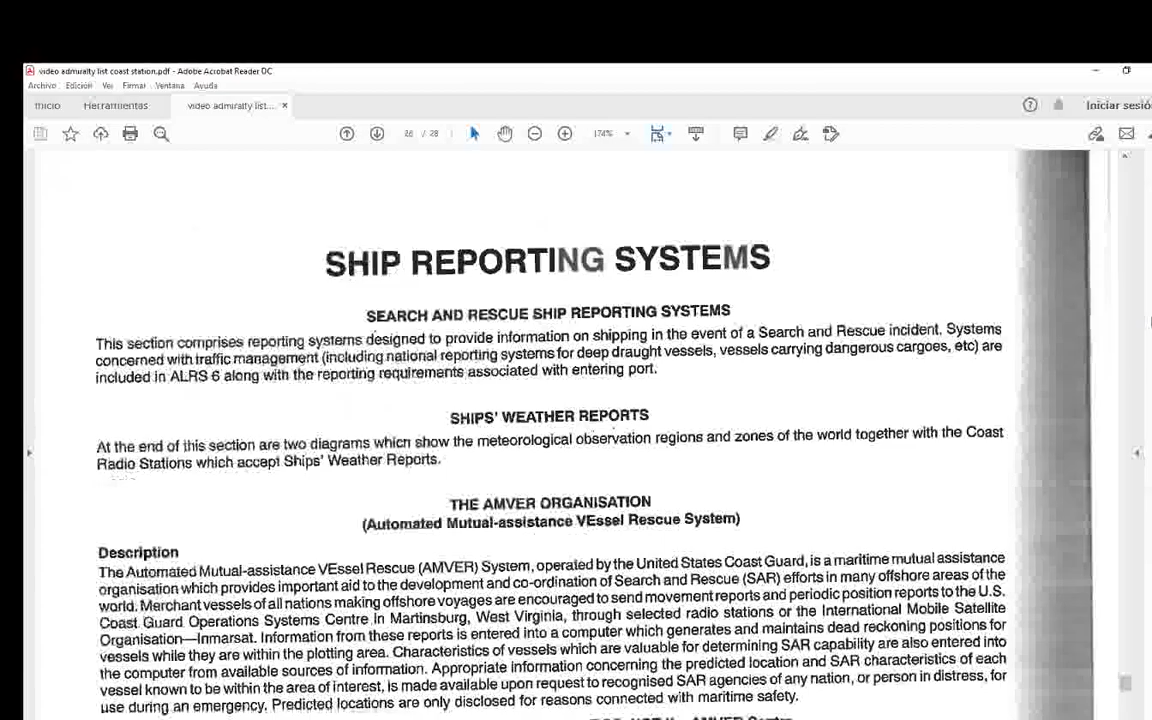 video admiralty list coast station.pdf - Adobe Acrobat Reader DC
Archivo Edición Ver Firmar Ventana Ayuda
Inicio Herramientas video admiralty list... ×
Iniciar sesió
26 / 28 174%
SHIP REPORTING SYSTEMS
SEARCH AND RESCUE SHIP REPORTING SYSTEMS
This section comprises reporting systems designed to provide information on shipping in the event of a Search and Rescue incident. Systems
concerned with traffic management (including national reporting systems for deep draught vessels, vessels carrying dangerous cargoes, etc) are
included in ALRS 6 along with the reporting requirements associated with entering port.
SHIPS' WEATHER REPORTS
At the end of this section are two diagrams which show the meteorological observation regions and zones of the world together with the Coast
Radio Stations which accept Ships' Weather Reports.
THE AMVER ORGANISATION
(Automated Mutual-assistance VEssel Rescue System)
Description
The Automated Mutual-assistance VEssel Rescue (AMVER) System, operated by the United States Coast Guard, is a maritime mutual assistance
organisation which provides important aid to the development and co-ordination of Search and Rescue (SAR) efforts in many offshore areas of the
world. Merchant vessels of all nations making offshore voyages are encouraged to send movement reports and periodic position reports to the U.S.
Coast Guard Operations Systems Centre in Martinsburg, West Virginia, through selected radio stations or the International Mobile Satellite
Organisation—Inmarsat. Information from these reports is entered into a computer which generates and maintains dead reckoning positions for
vessels while they are within the plotting area. Characteristics of vessels which are valuable for determining SAR capability are also entered into
the computer from available sources of information. Appropriate information concerning the predicted location and SAR characteristics of each
vessel known to be within the area of interest, is made available upon request to recognised SAR agencies of any nation, or person in distress, for
use during an emergency. Predicted locations are only disclosed for reasons connected with maritime safety.